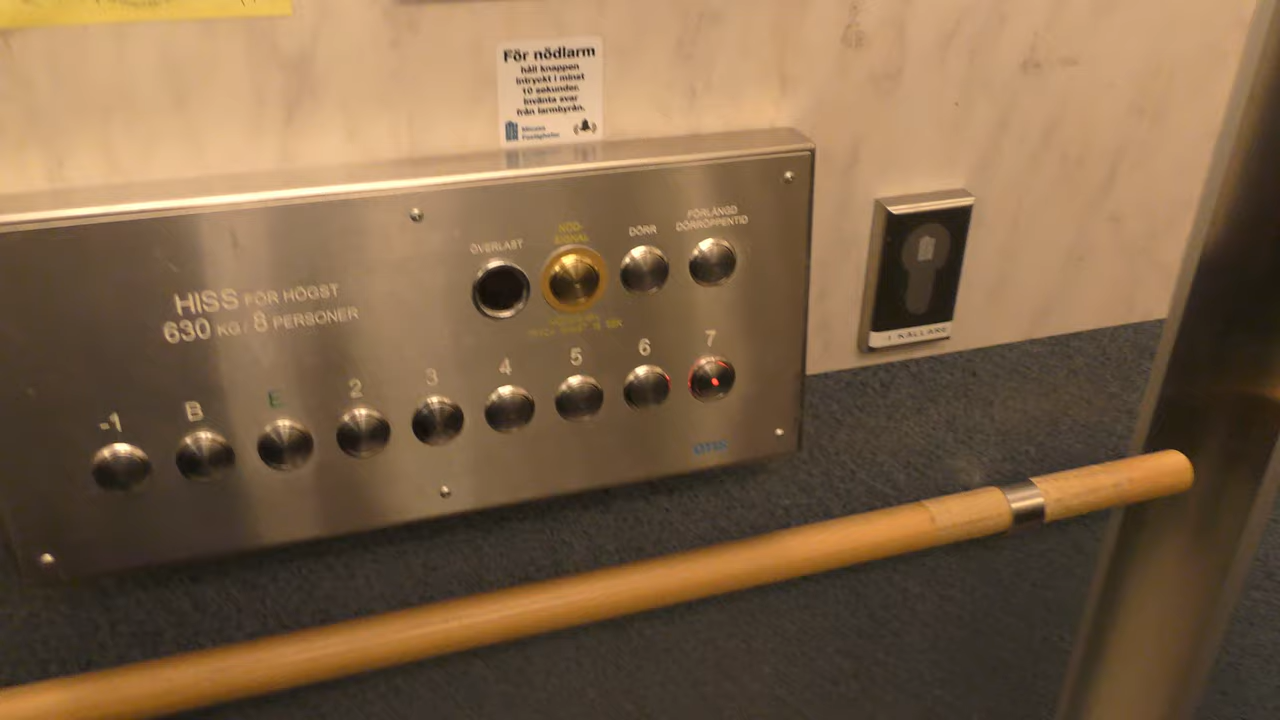 För nödlarm
håll knappen
intryckt i minst
10 sekunder.
Invänta svar
från larmbyrån.
ÖVERLAST
NÖD-
SIGNAL
DÖRR
FÖRLÄNGD
DÖRRÖPPENTID
HISS FÖR HÖGST
630 KG/ 8 PERSONER
-1
B
E
2
3
4
5
6
7
OTIS
-1 KÄLLARE